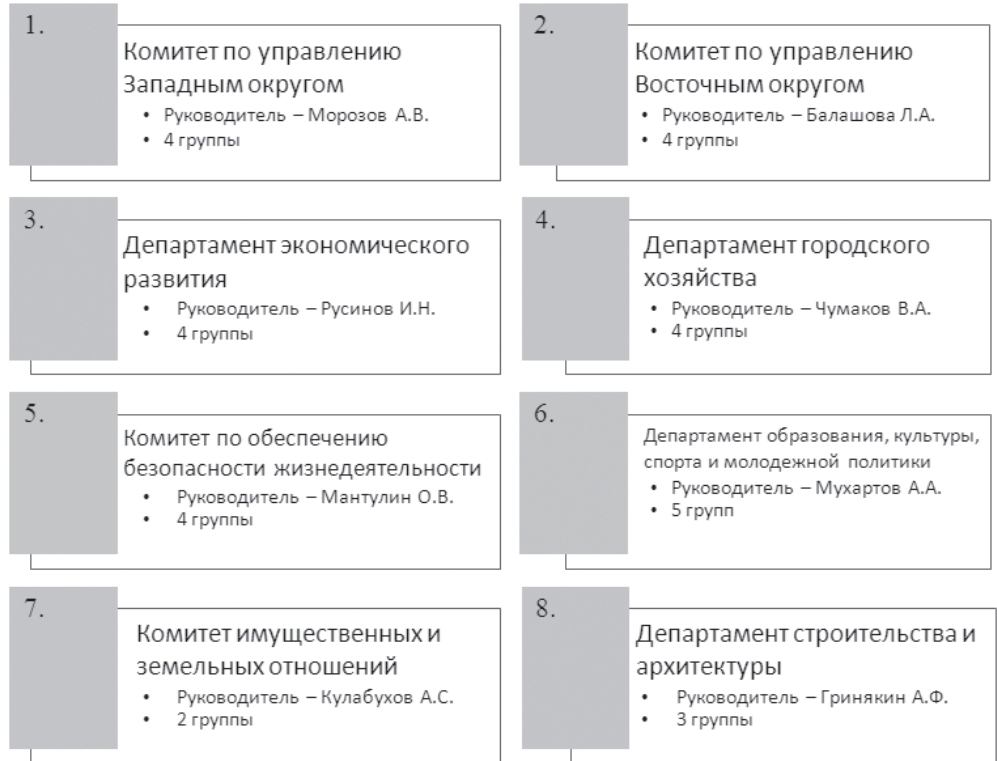 1.
Комитет по управлению
Западным округом
• Руководитель – Морозов А.В.
• 4 группы
2.
Комитет по управлению
Восточным округом
• Руководитель – Балашова Л.А.
• 4 группы
3.
Департамент экономического
развития
• Руководитель – Русинов И.Н.
• 4 группы
4.
Департамент городского
хозяйства
• Руководитель – Чумаков В.А.
• 4 группы
5.
Комитет по обеспечению
безопасности жизнедеятельности
• Руководитель – Мантулин О.В.
• 4 группы
6.
Департамент образования, культуры,
спорта и молодежной политики
• Руководитель – Мухартов А.А.
• 5 групп
7.
Комитет имущественных и
земельных отношений
• Руководитель – Кулабухов А.С.
• 2 группы
8.
Департамент строительства и
архитектуры
• Руководитель – Гринякин А.Ф.
• 3 группы